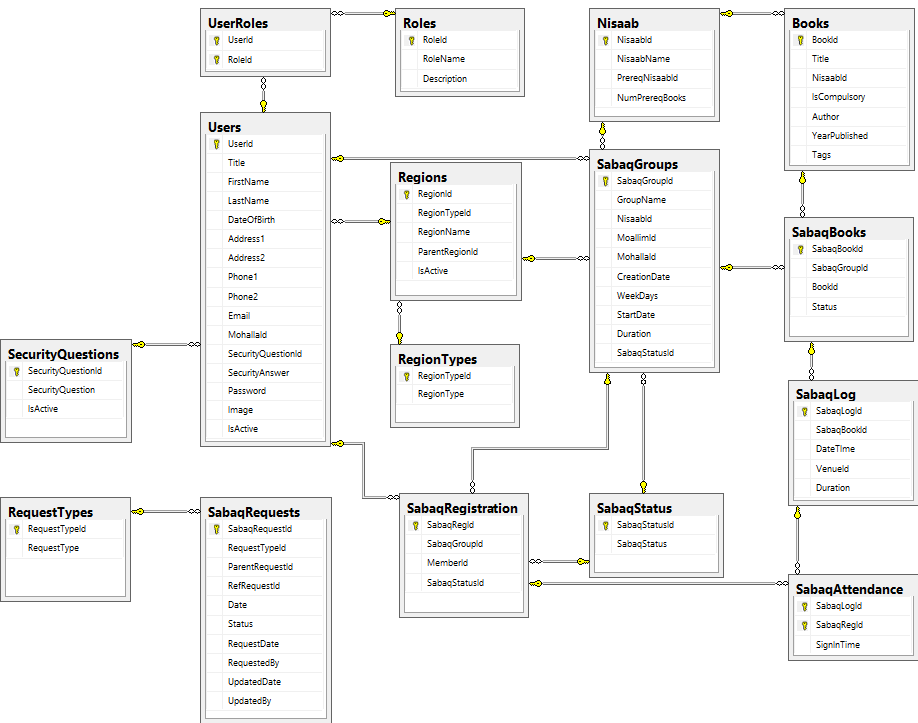 UserRoles
UserId
RoleId
Roles
RoleId
RoleName
Description
Nisaab
NisaabId
NisaabName
PrereqNisaabId
NumPrereqBooks
Books
BookId
Title
NisaabId
IsCompulsory
Author
YearPublished
Tags
Users
UserId
Title
FirstName
LastName
DateOfBirth
Address1
Address2
Phone1
Phone2
Email
MohallaId
SecurityQuestionId
SecurityAnswer
Password
Image
IsActive
Regions
RegionId
RegionTypeId
RegionName
ParentRegionId
IsActive
SabaqGroups
SabaqGroupId
GroupName
NisaabId
MoallimId
MohallaId
CreationDate
WeekDays
StartDate
Duration
SabaqStatusId
SabaqBooks
SabaqBookId
SabaqGroupId
BookId
Status
SecurityQuestions
SecurityQuestionId
SecurityQuestion
IsActive
RegionTypes
RegionTypeId
RegionType
SabaqLog
SabaqLogId
SabaqBookId
DateTIme
VenueId
Duration
RequestTypes
RequestTypeId
RequestType
SabaqRequests
SabaqRequestId
RequestTypeId
ParentRequestId
RefRequestId
Date
Status
RequestDate
RequestedBy
UpdatedDate
UpdatedBy
SabaqRegistration
SabaqRegId
SabaqGroupId
MemberId
SabaqStatusId
SabaqStatus
SabaqStatusId
SabaqStatus
SabaqAttendance
SabaqLogId
SabaqRegId
SignInTime